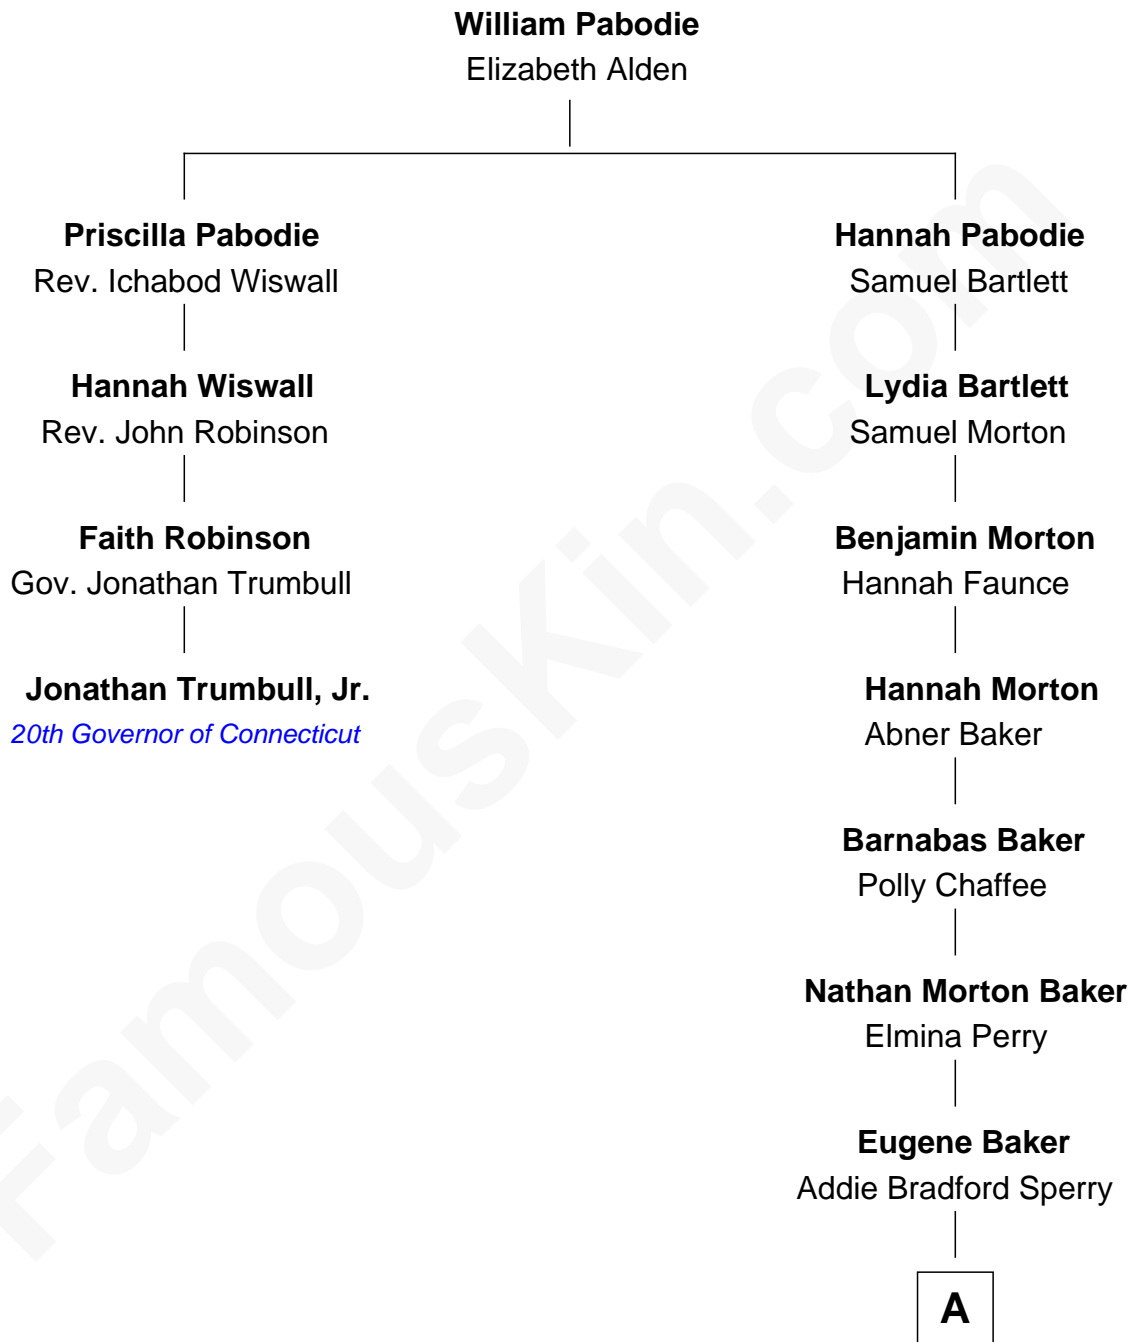 William Pabodie
Elizabeth Alden
Priscilla Pabodie
Rev. Ichabod Wiswall
Hannah Wiswall
Rev. John Robinson
Faith Robinson
Gov. Jonathan Trumbull
Jonathan Trumbull, Jr.
20th Governor of Connecticut
Hannah Pabodie
Samuel Bartlett
Lydia Bartlett
Samuel Morton
Benjamin Morton
Hannah Faunce
Hannah Morton
Abner Baker
Barnabas Baker
Polly Chaffee
Nathan Morton Baker
Elmina Perry
Eugene Baker
Addie Bradford Sperry
A
FamousKin.com